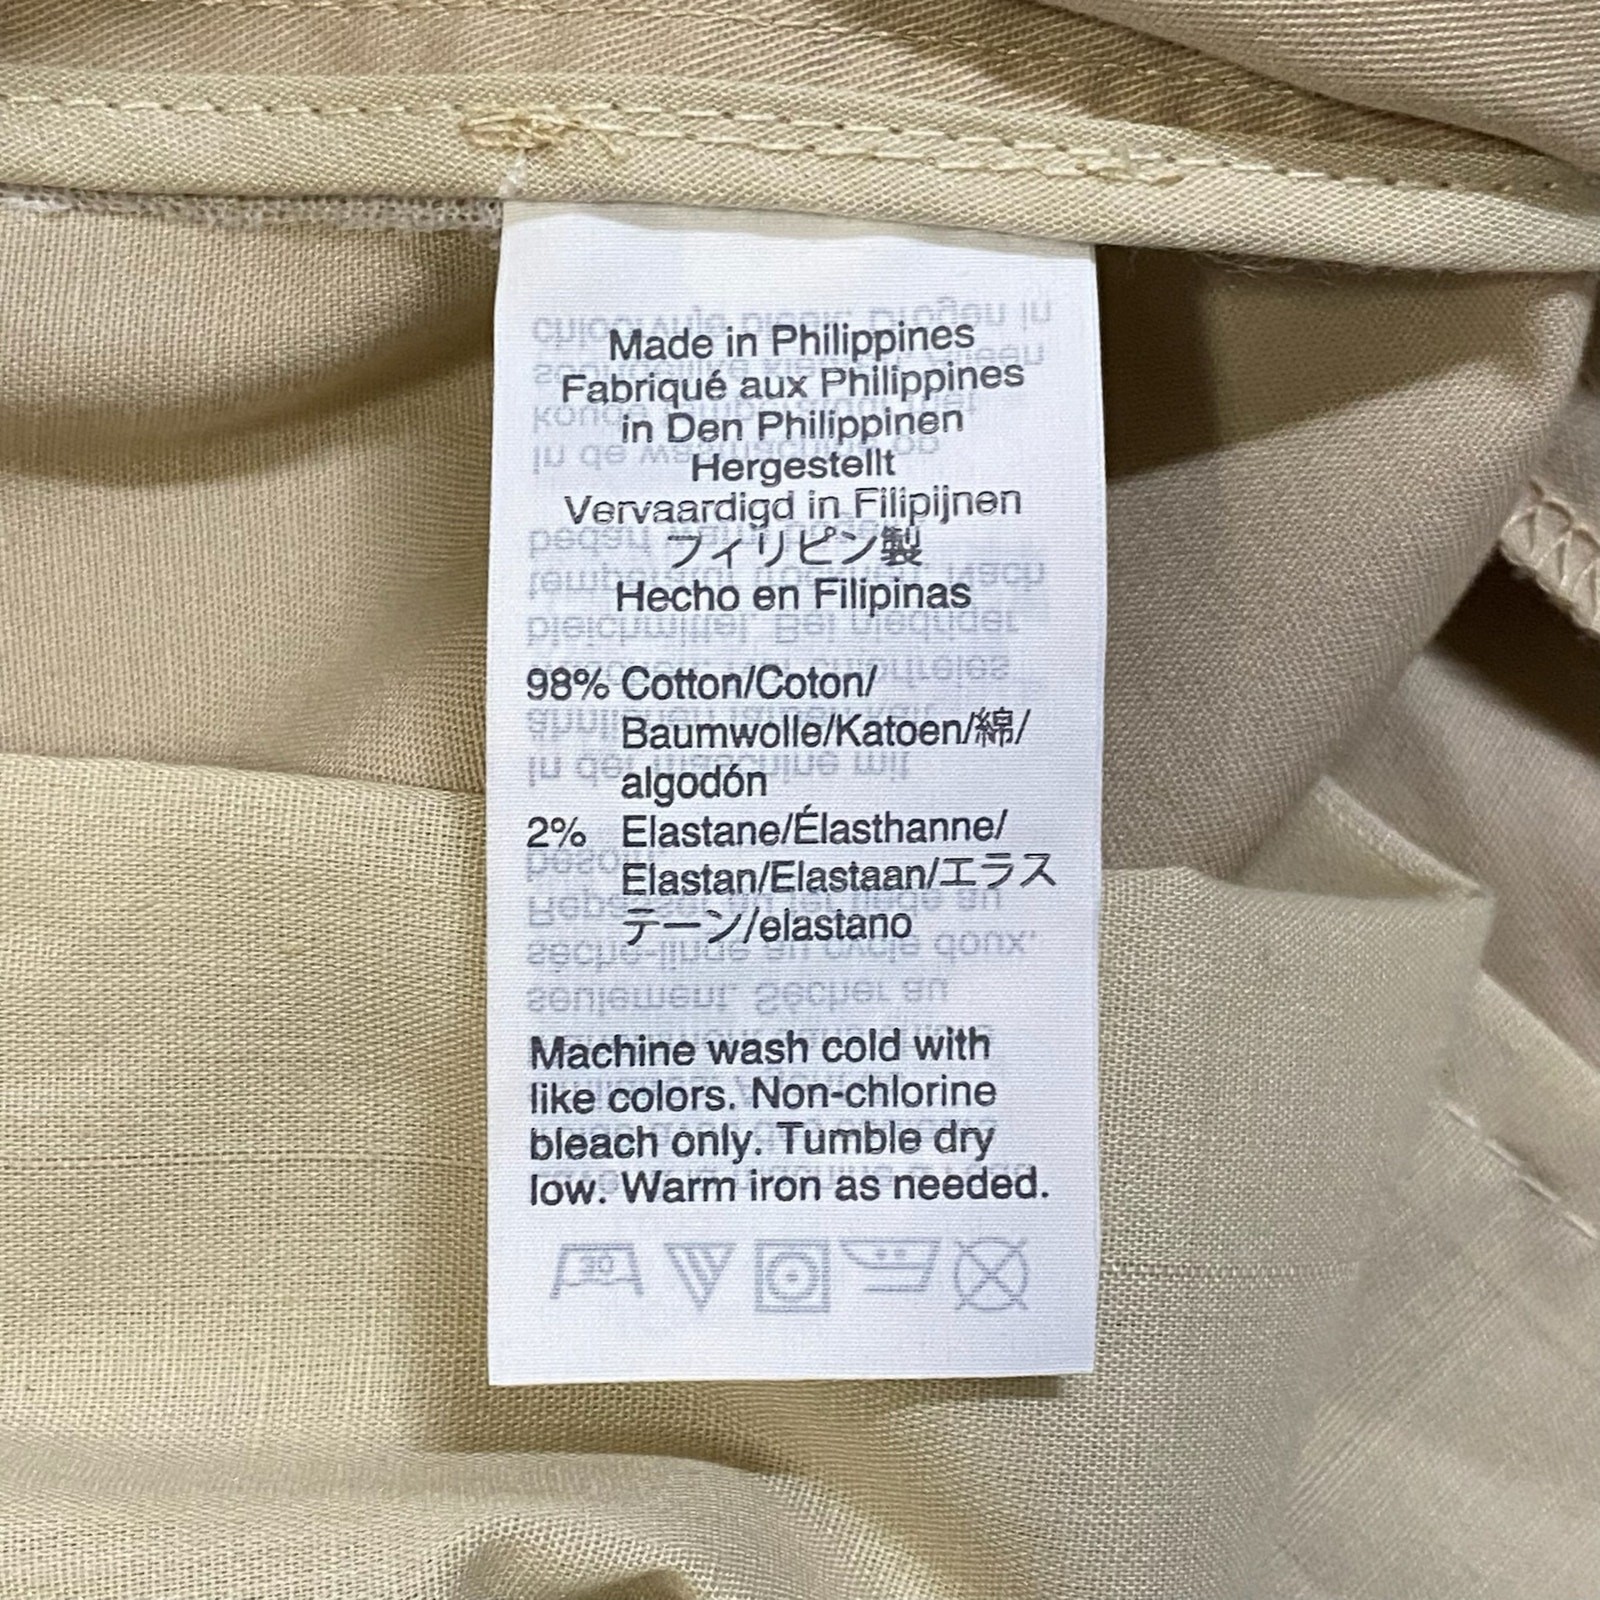 Made in Philippines
Fabriqué aux Philippines
in Den Philippinen
Hergestellt
Vervaardigd in Filipijnen
フィリピン製
Hecho en Filipinas
98% Cotton/Coton/
Baumwolle/Katoen/綿/
algodón
2% Elastane/Élasthanne/
Elastan/Elastaan/エラス
テーン/elastano
Machine wash cold with
like colors. Non-chlorine
bleach only. Tumble dry
low. Warm iron as needed.
30